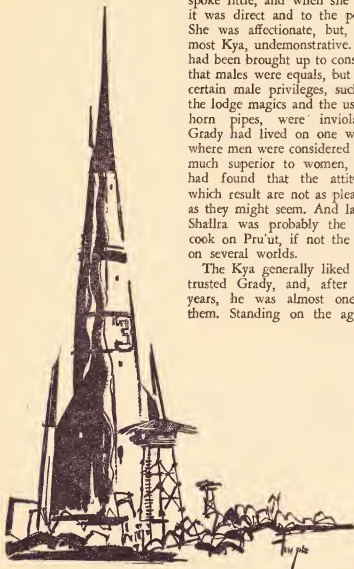 spoke little, and when she
it was direct and to the p
She was affectionate, but,
most Kya, undemonstrative.
had been brought up to cons
that males were equals, but
certain male privileges, suc
the lodge magics and the us
horn pipes, were inviol
Grady had lived on one w
where men were considered
much superior to women,
had found that the attit
which result are not as pleas
as they might seem. And la
Shallra was probably the
cook on Pru'ut, if not the
on several worlds.
The Kya generally liked
trusted Grady, and, after
years, he was almost one
them. Standing on the ag